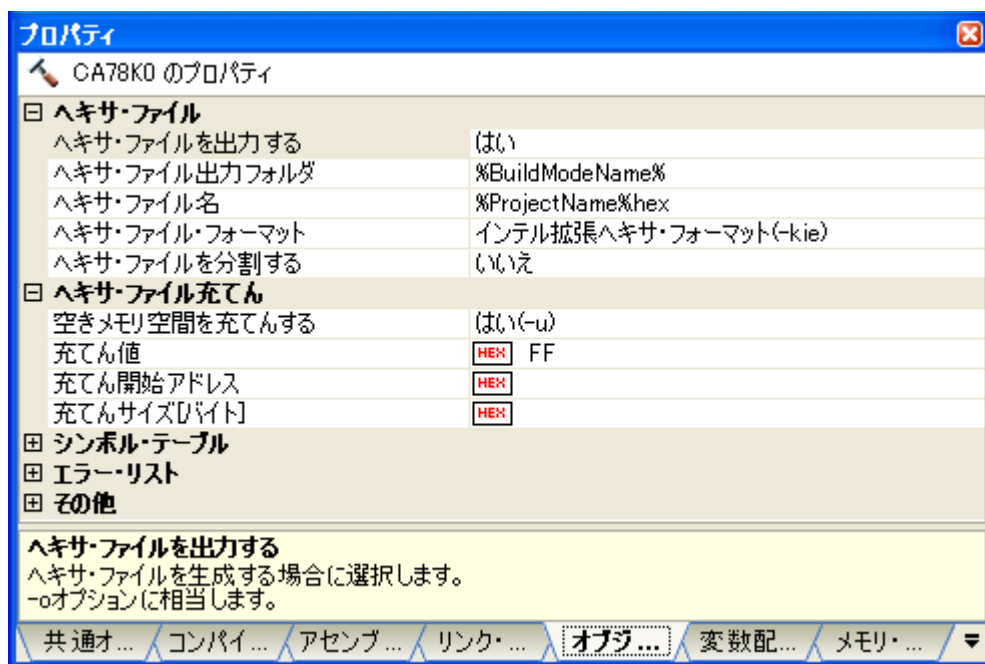 プロパティ
CA78K0 のプロパティ
ヘキサ・ファイル
ヘキサ・ファイルを出力する はい
ヘキサ・ファイル出力フォルダ %BuildModeName%
ヘキサ・ファイル名 %ProjectName%hex
ヘキサ・ファイル・フォーマット インテル拡張ヘキサ・フォーマット(-kie)
ヘキサ・ファイルを分割する いいえ
ヘキサ・ファイル充てん
空きメモリ空間を充てんする はい(-u)
充てん値 HEX FF
充てん開始アドレス HEX
充てんサイズ[バイト] HEX
シンボル・テーブル
エラー・リスト
その他
ヘキサ・ファイルを出力する
ヘキサ・ファイルを生成する場合に選択します。
-oオプションに相当します。
共通オ... コンパイ... アセンブ... リンク・... オブジ... 変数配... メモリ・...